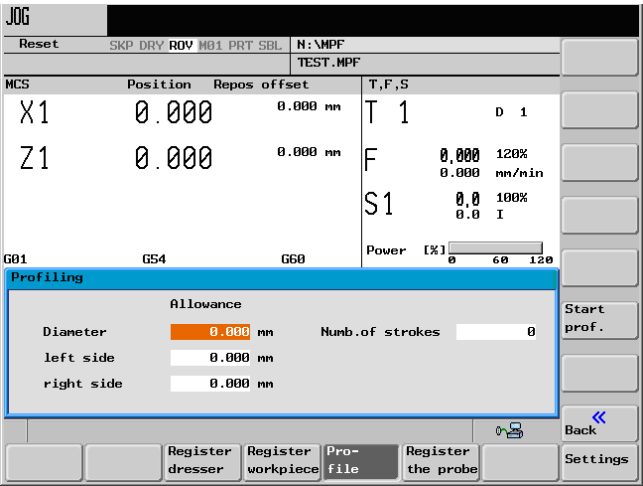 JOG
Reset SKP DRY ROV M01 PRT SBL N:\MPF
TEST.MPF
MCS Position Repos offset T,F,S
X1 0.000 0.000 mm T 1 D 1
Z1 0.000 0.000 mm F 0,000 120%
0.000 mm/min
S1 0,0 100%
0.0 I
Power [%] 0 60 120
G01 G54 G60
Profiling
Allowance
Diameter 0.000 mm Numb.of strokes 0
left side 0.000 mm
right side 0.000 mm
Start
prof.
Back
Register
dresser
Register
workpiece
Pro-
file
Register
the probe
Settings